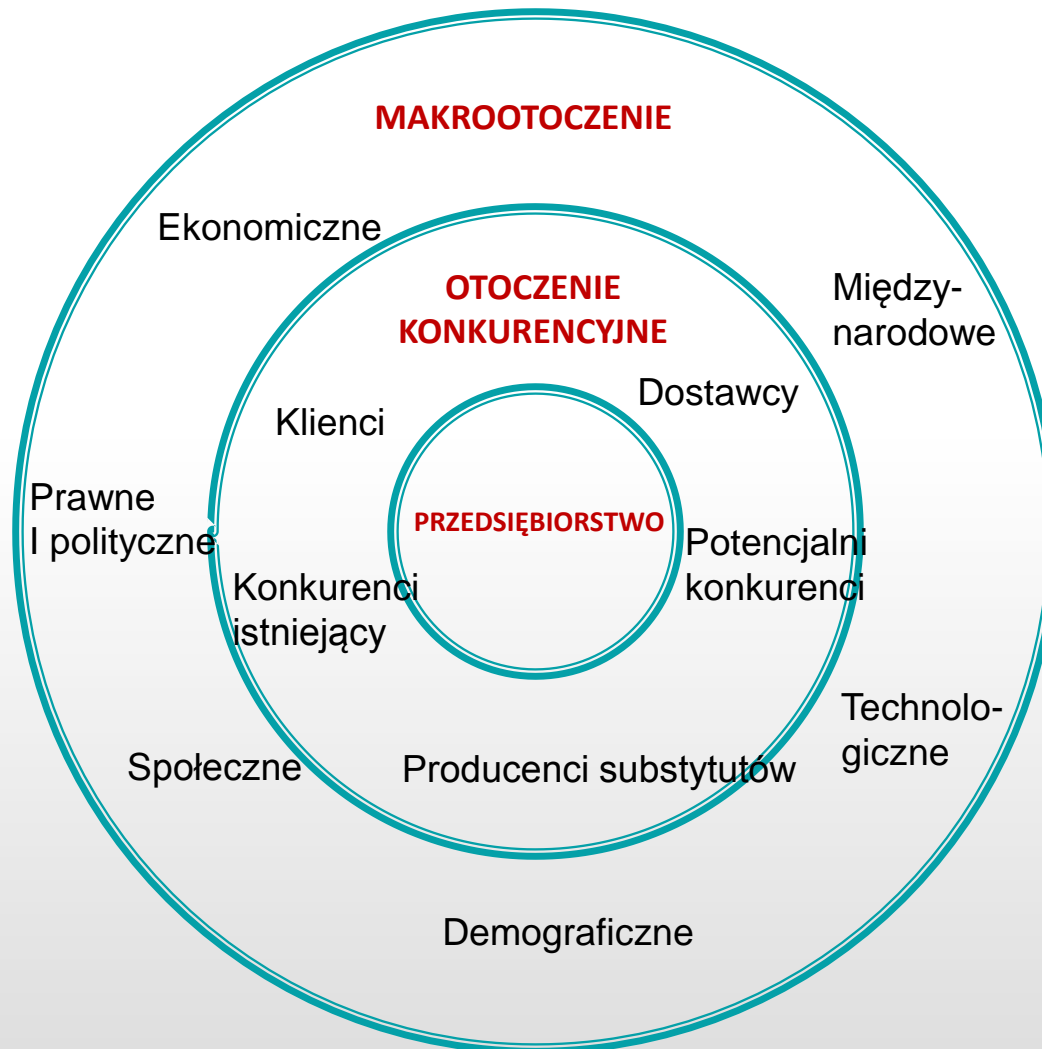 MAKROOTOCZENIE
Ekonomiczne
OTOCZENIE
KONKURENCYJNE
Między-
narodowe
Dostawcy
Klienci
Prawne
I polityczne
PRZEDSIĘBIORSTWO
Potencjalni
konkurenci
Konkurenci
istniejący
Technolo-
giczne
Społeczne
Producenci substytutów
Demograficzne